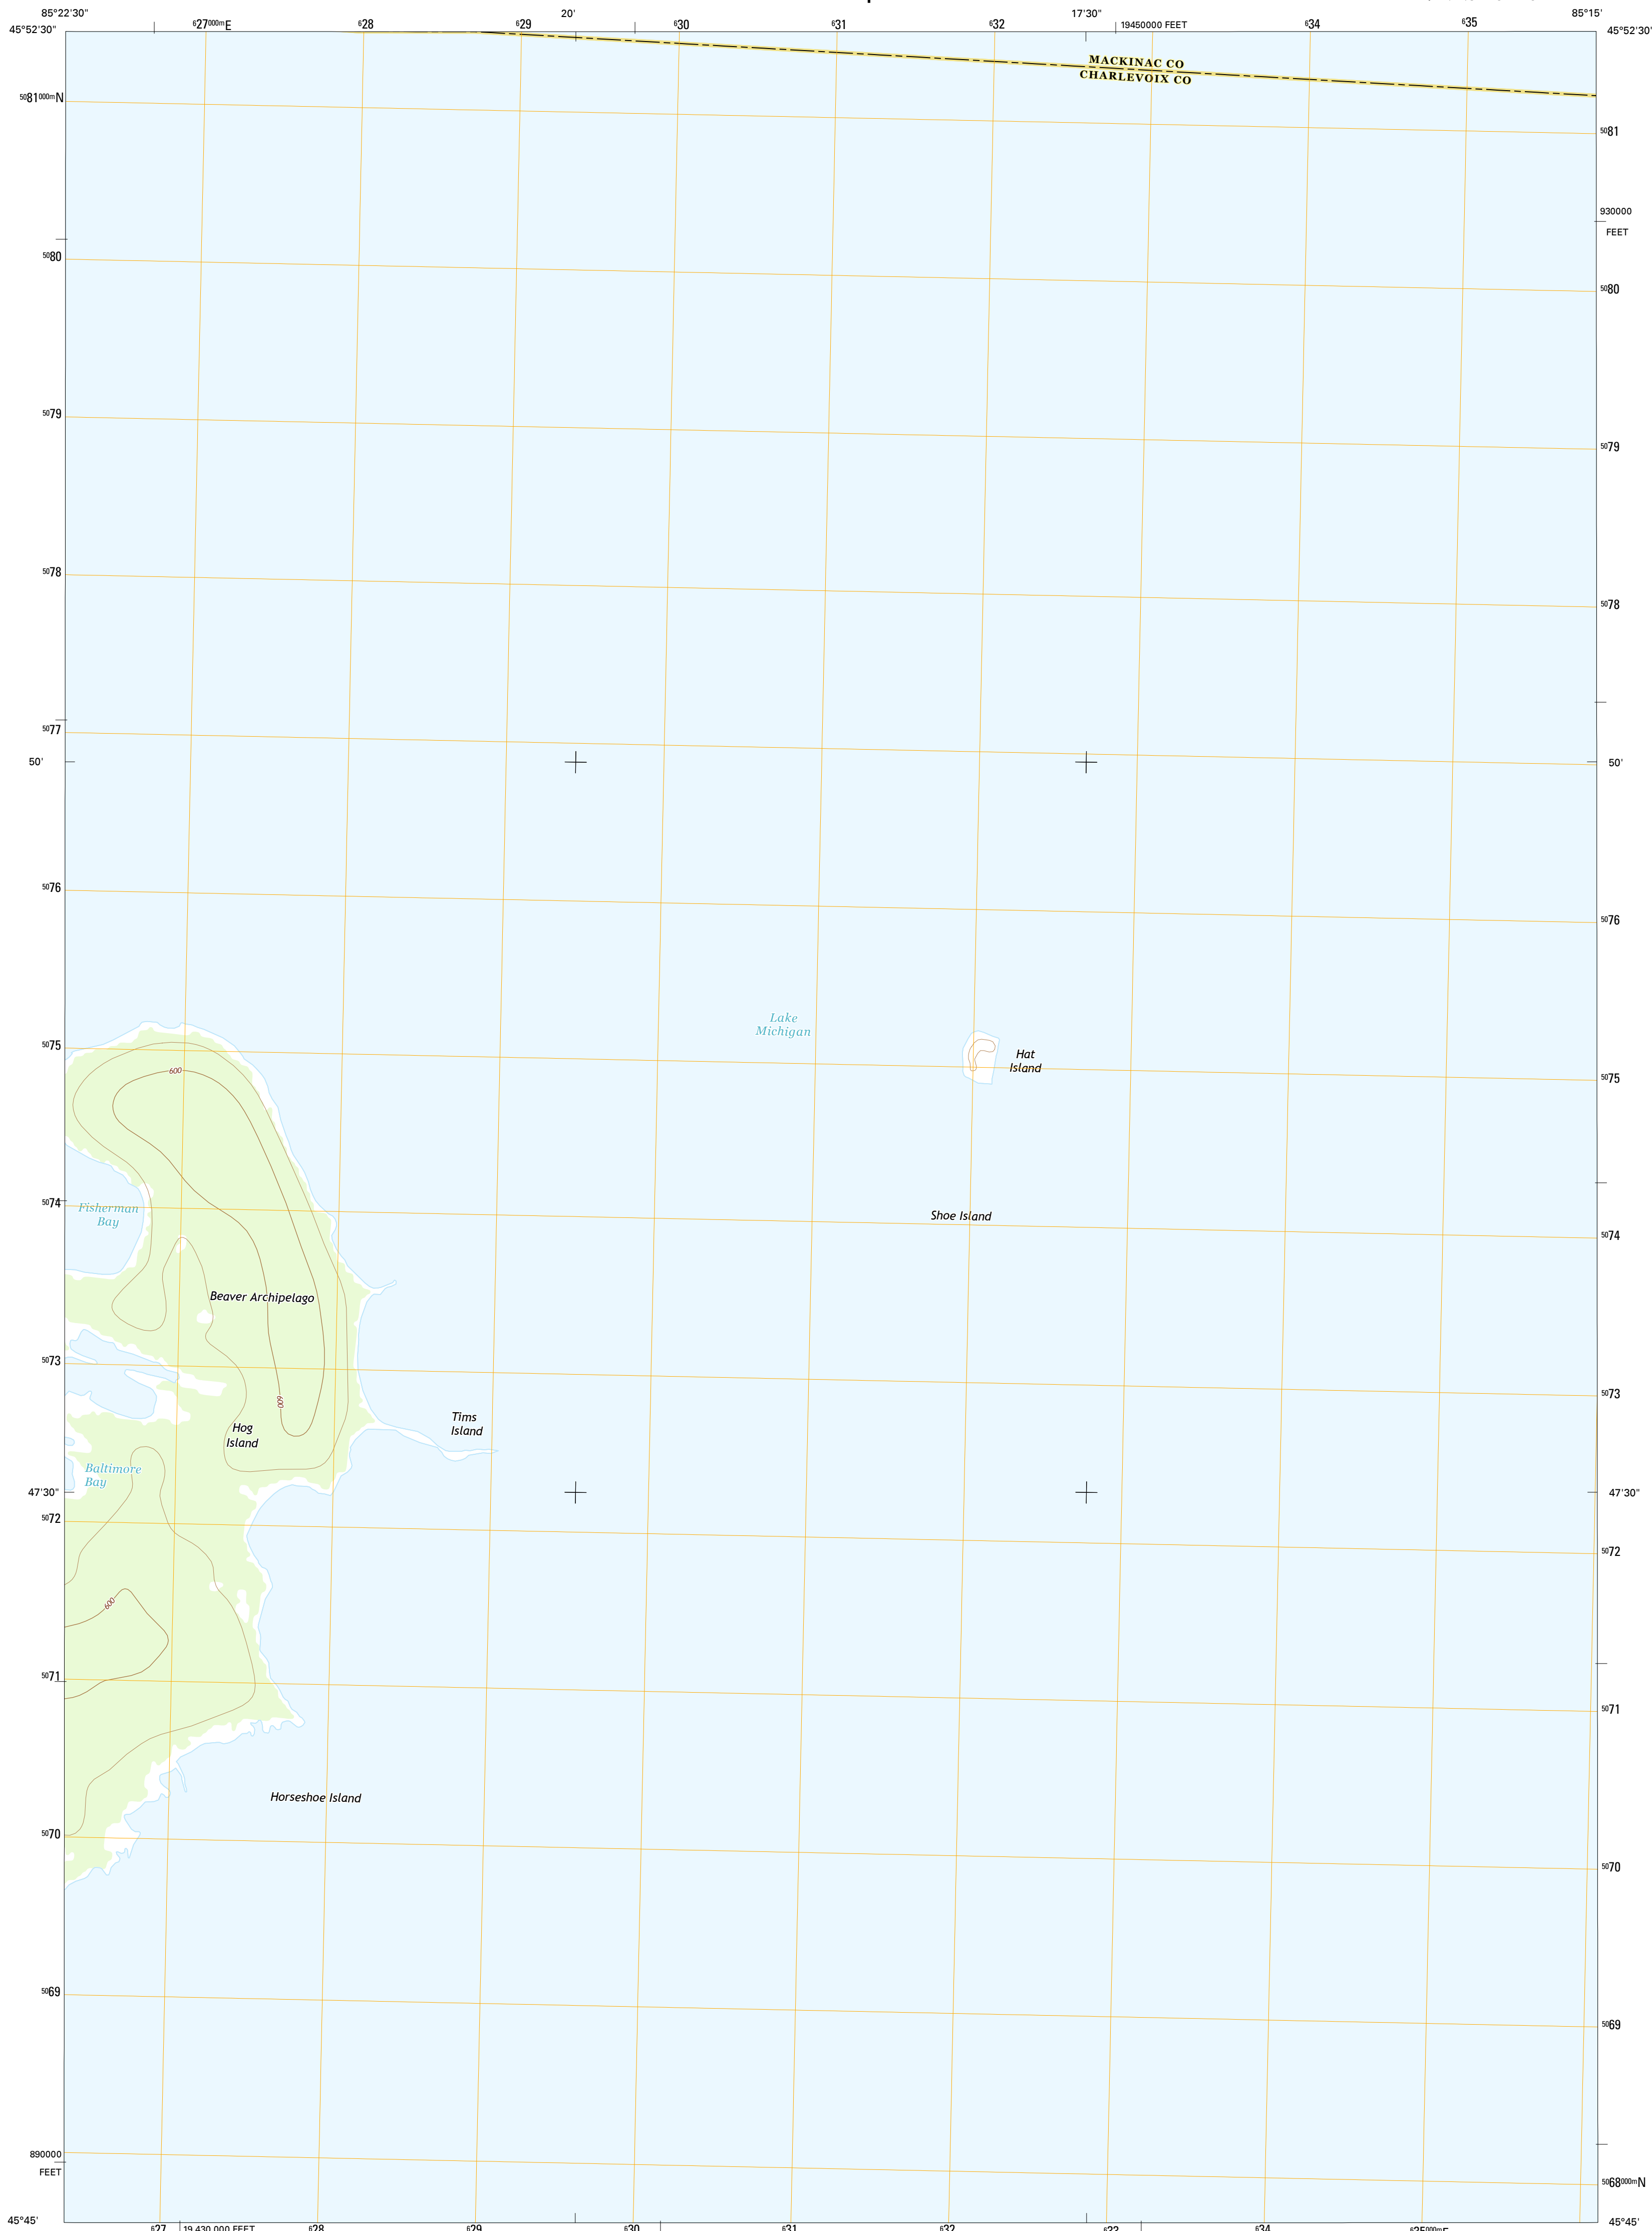 85°22'30" ⁶27⁰⁰⁰ᵐE ⁶28 ⁶29 20' ⁶30 ⁶31 ⁶32 17'30" 19450000 FEET ⁶34 ⁶35 85°15'
45°52'30" 45°52'30"
MACKINAC CO
CHARLEVOIX CO
⁵⁰81⁰⁰⁰ᵐN
⁵⁰81
930000
FEET
⁵⁰80
⁵⁰80
⁵⁰79
⁵⁰79
⁵⁰78
⁵⁰78
⁵⁰77
50' 50'
⁵⁰76
⁵⁰76
Lake
Michigan
⁵⁰75
Hat
Island
600
⁵⁰75
⁵⁰74
Fisherman
Bay
Shoe Island
⁵⁰74
Beaver Archipelago
⁵⁰73
⁵⁰73
600
Tims
Island
Hog
Island
Baltimore
Bay
47'30" 47'30"
⁵⁰72
⁵⁰72
600
⁵⁰71
⁵⁰71
Horseshoe Island
⁵⁰70
⁵⁰70
⁵⁰69
⁵⁰69
890000
FEET
⁵⁰68⁰⁰⁰ᵐN
45°45' 45°45'
⁶27 19 430 000 FEET ⁶28 ⁶29 ⁶30 ⁶31 ⁶32 ⁶33 ⁶34 ⁶35⁰⁰⁰ᵐE